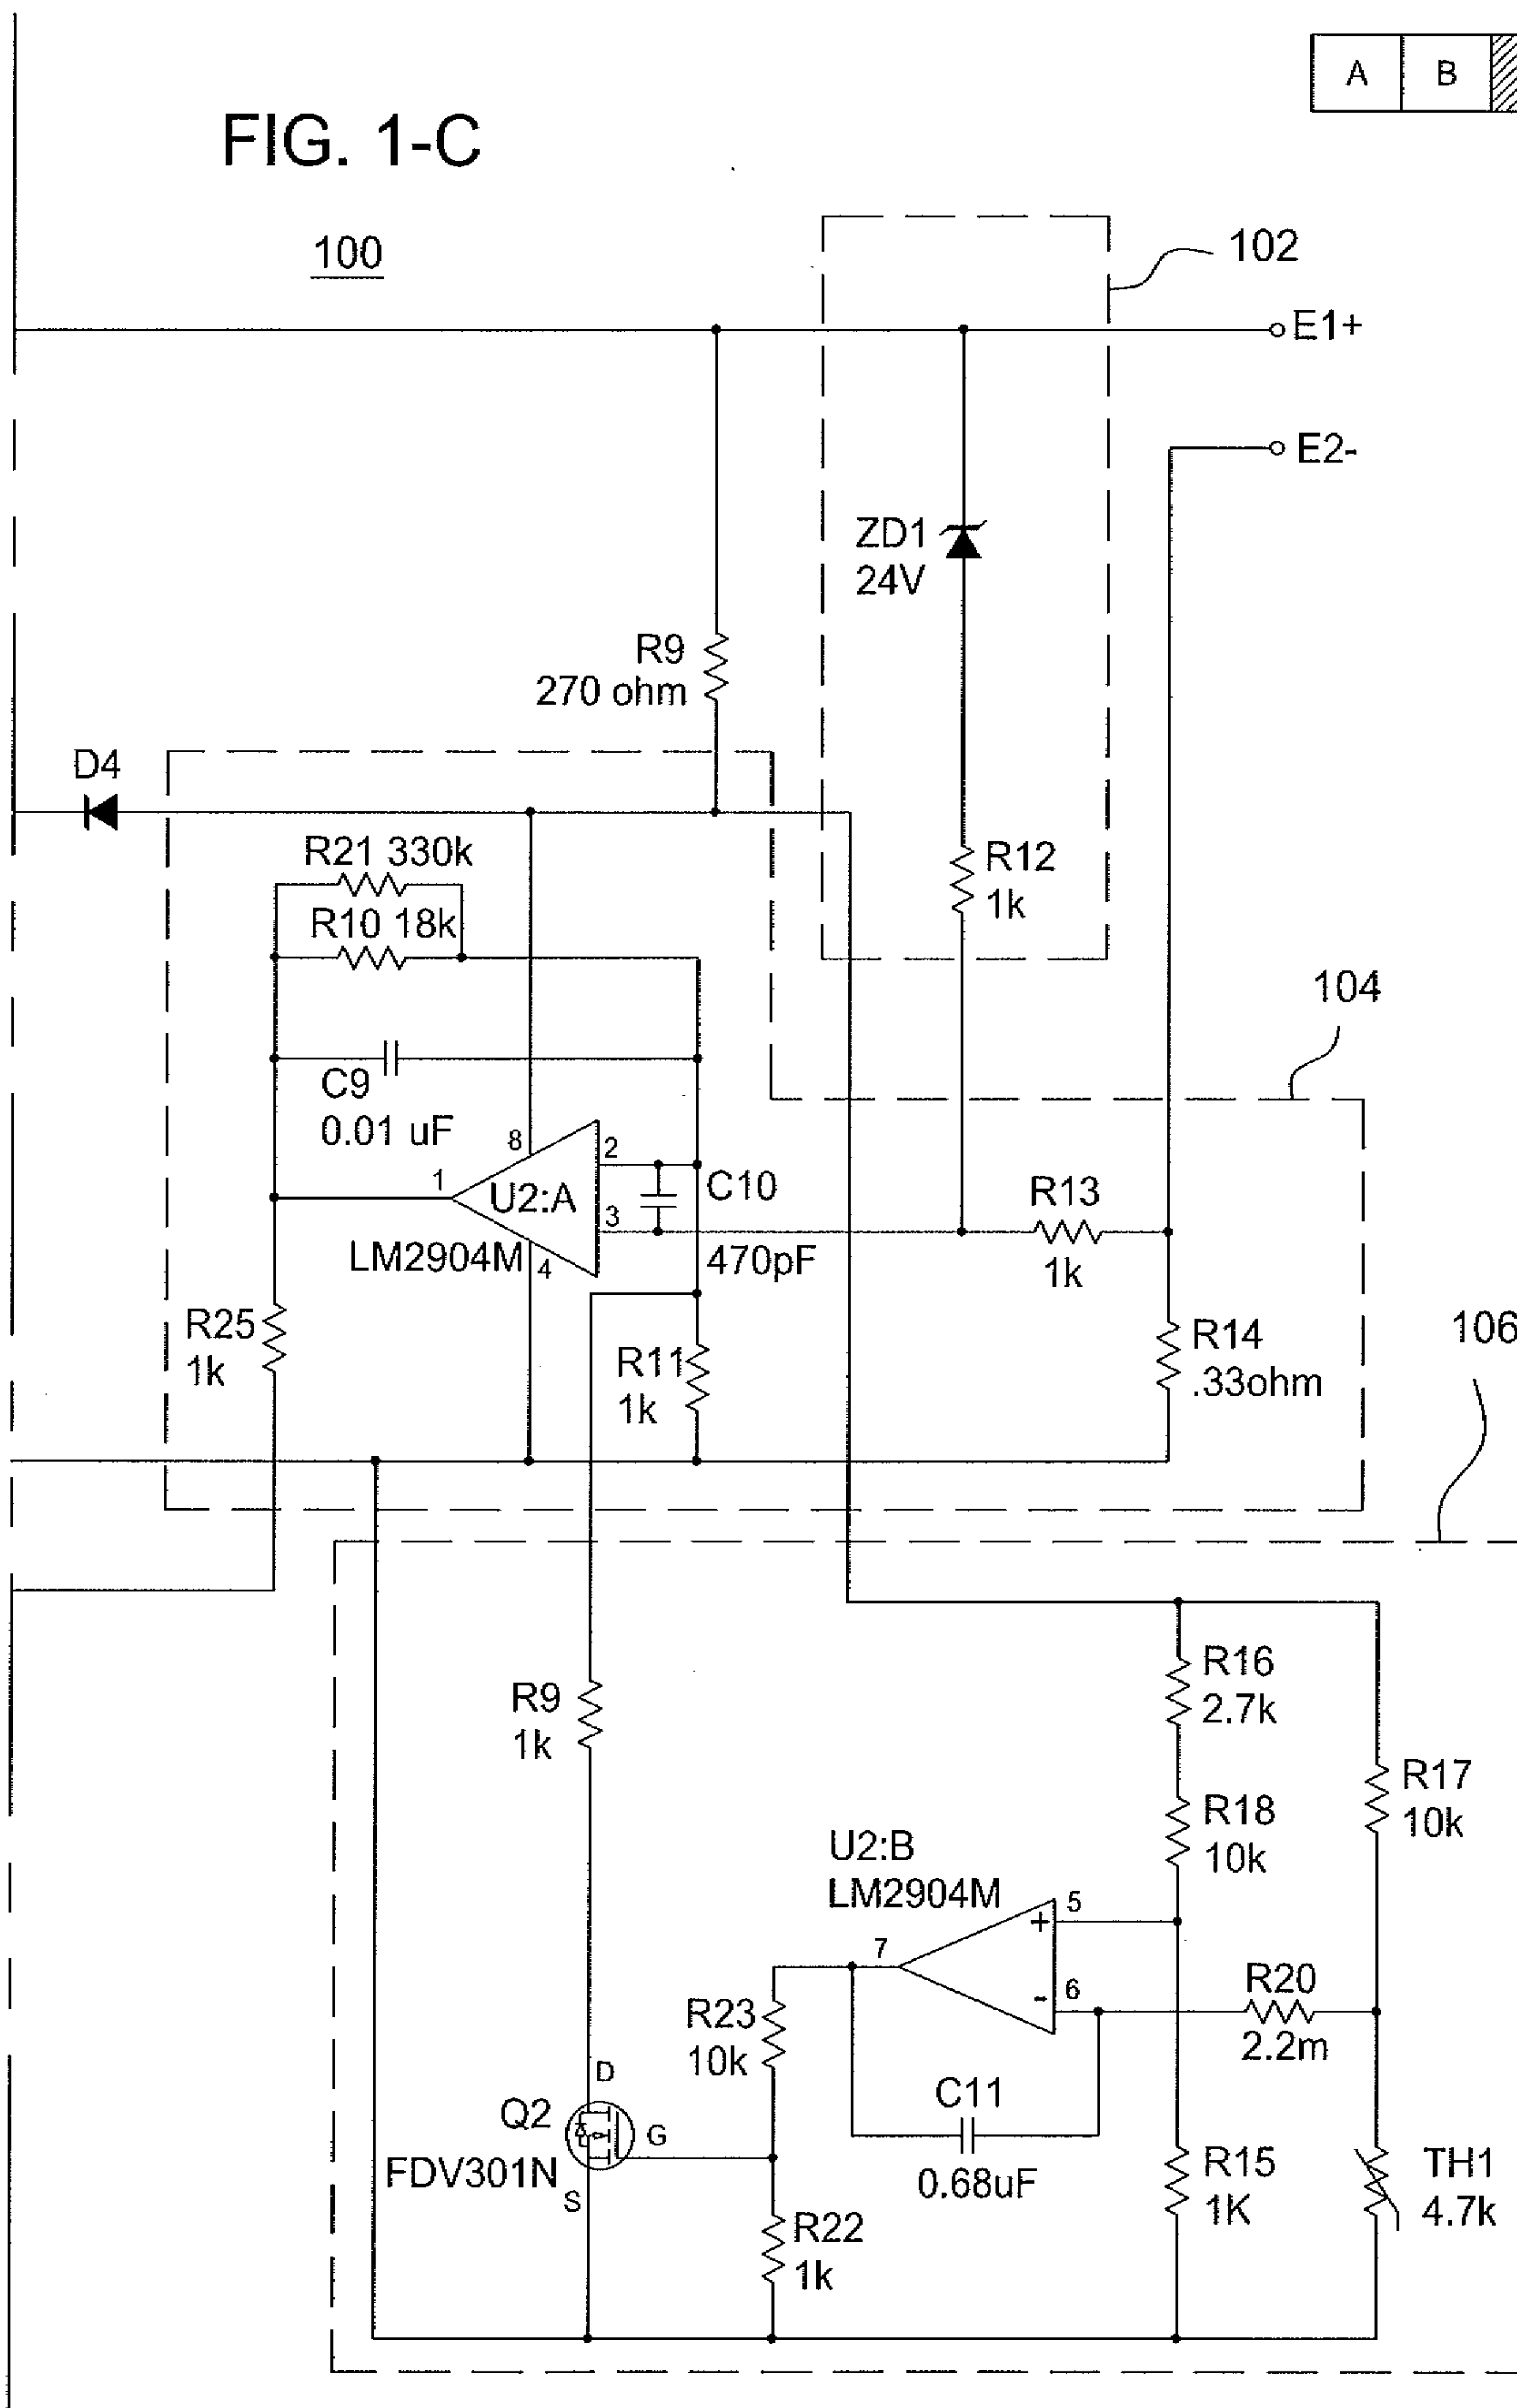 A B
FIG. 1-C
100
102
E1+
E2-
ZD1
24V
R9
270 ohm
D4
R21 330k
R10 18k
R12
1k
104
C9
0.01 uF
8
2
1
U2:A
C10
3
R13
LM2904M
4
470pF
1k
R25
1k
R11
1k
R14
.33ohm
106
R9
1k
R16
2.7k
R17
10k
R18
10k
U2:B
LM2904M
5
+
7
6
-
R20
2.2m
R23
10k
D
C11
Q2
G
FDV301N
S
0.68uF
R15
1K
TH1
4.7k
R22
1k